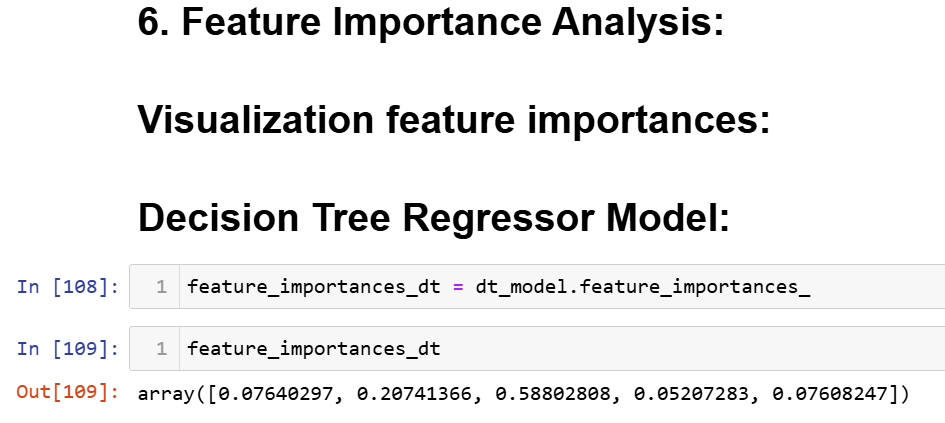 6. Feature Importance Analysis:
Visualization feature importances:
Decision Tree Regressor Model:
In [108]: 1 feature_importances_dt = dt_model.feature_importances_
In [109]: 1 feature_importances_dt
Out[109]: array([0.07640297, 0.20741366, 0.58802808, 0.05207283, 0.07608247])